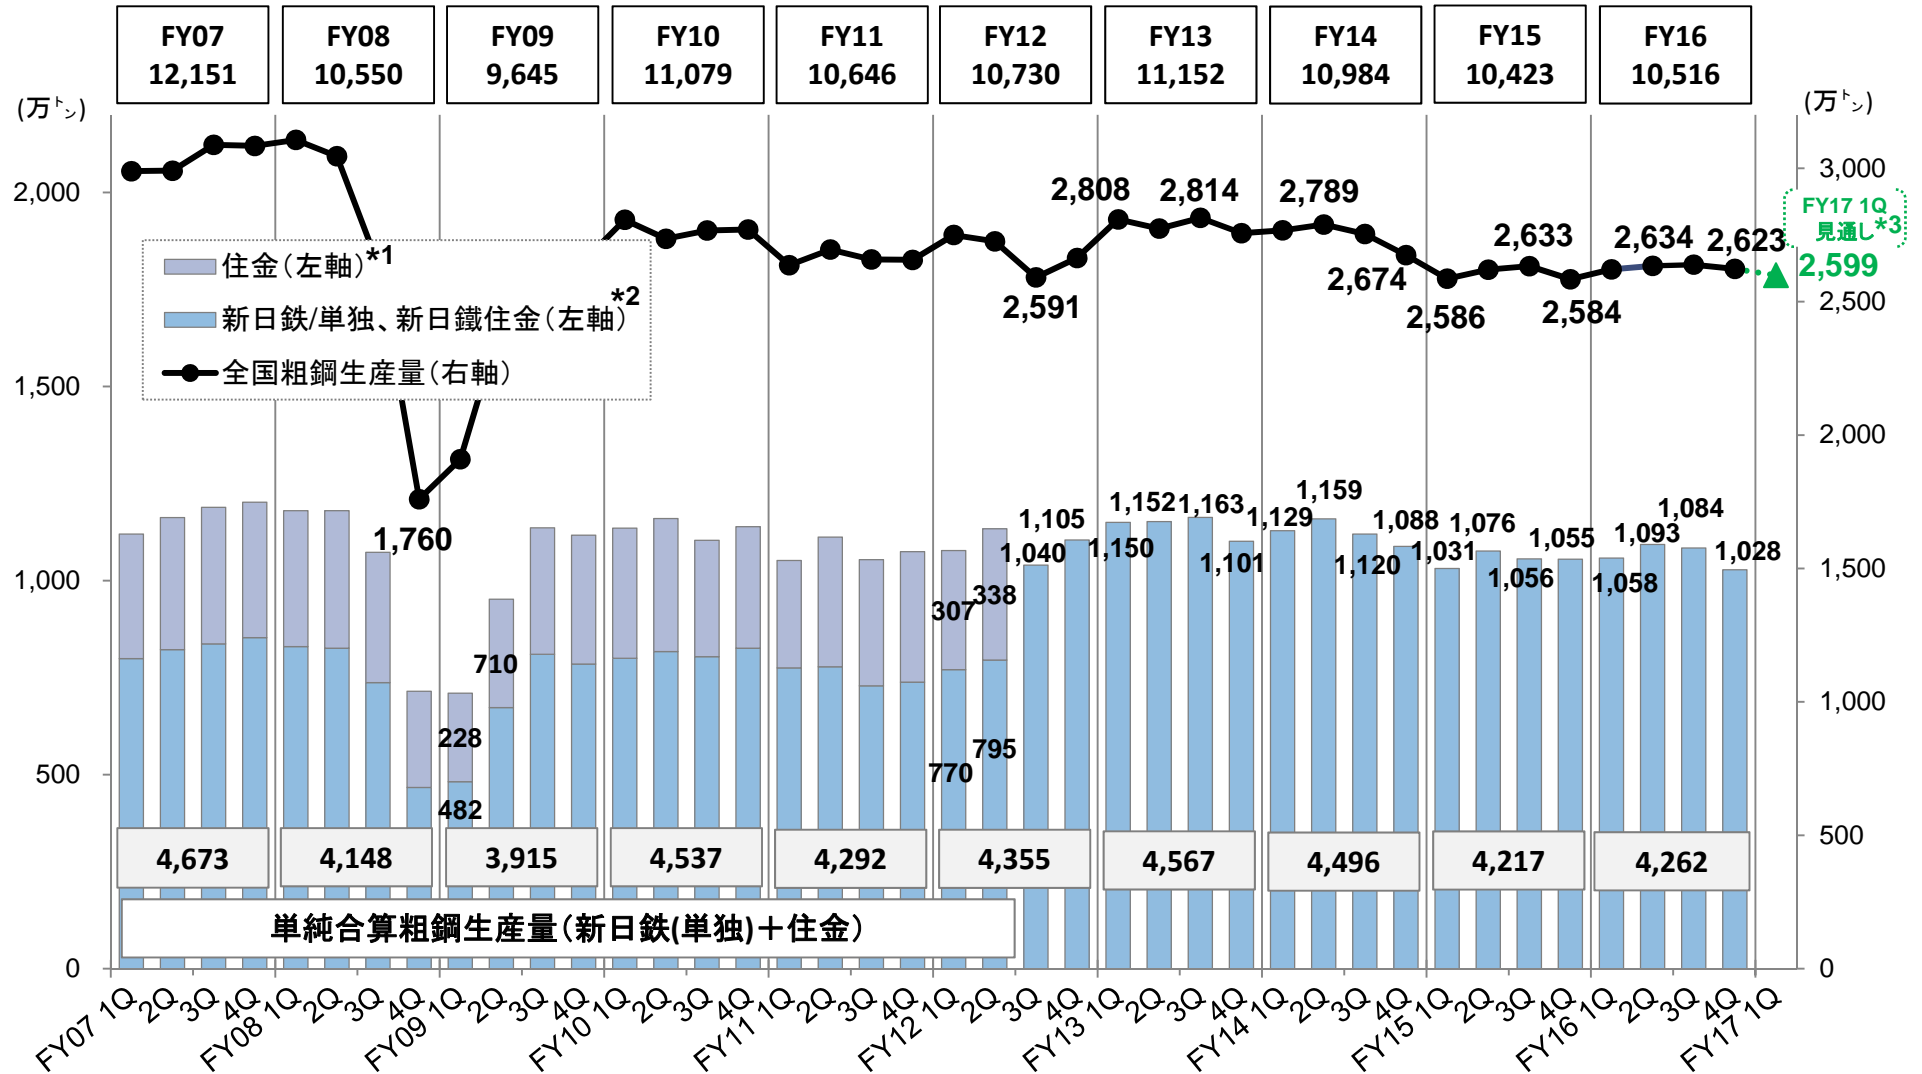 FY07
12,151
FY08
10,550
FY09
9,645
FY10
11,079
FY11
10,646
FY12
10,730
FY13
11,152
FY14
10,984
FY15
10,423
FY16
10,516
(万トン)
(万トン)
2,000
1,500
1,000
500
0
3,000
2,500
2,000
1,500
1,000
500
0
住金(左軸)*1
新日鉄/単独、新日鐵住金(左軸)*2
全国粗鋼生産量(右軸)
1,760
2,591
2,808
2,814
2,789
2,674
2,586
2,633
2,584
2,634
2,623
FY17 1Q
見通し*3
2,599
482
228
710
770
307
795
338
1,040
1,105
1,150
1,152
1,163
1,101
1,129
1,159
1,120
1,088
1,031
1,076
1,056
1,055
1,058
1,093
1,084
1,028
4,673
4,148
3,915
4,537
4,292
4,355
4,567
4,496
4,217
4,262
単純合算粗鋼生産量(新日鉄(単独)+住金)
FY07 1Q
2Q
3Q
4Q
FY08 1Q
2Q
3Q
4Q
FY09 1Q
2Q
3Q
4Q
FY10 1Q
2Q
3Q
4Q
FY11 1Q
2Q
3Q
4Q
FY12 1Q
2Q
3Q
4Q
FY13 1Q
2Q
3Q
4Q
FY14 1Q
2Q
3Q
4Q
FY15 1Q
2Q
3Q
4Q
FY16 1Q
2Q
3Q
4Q
FY17 1Q